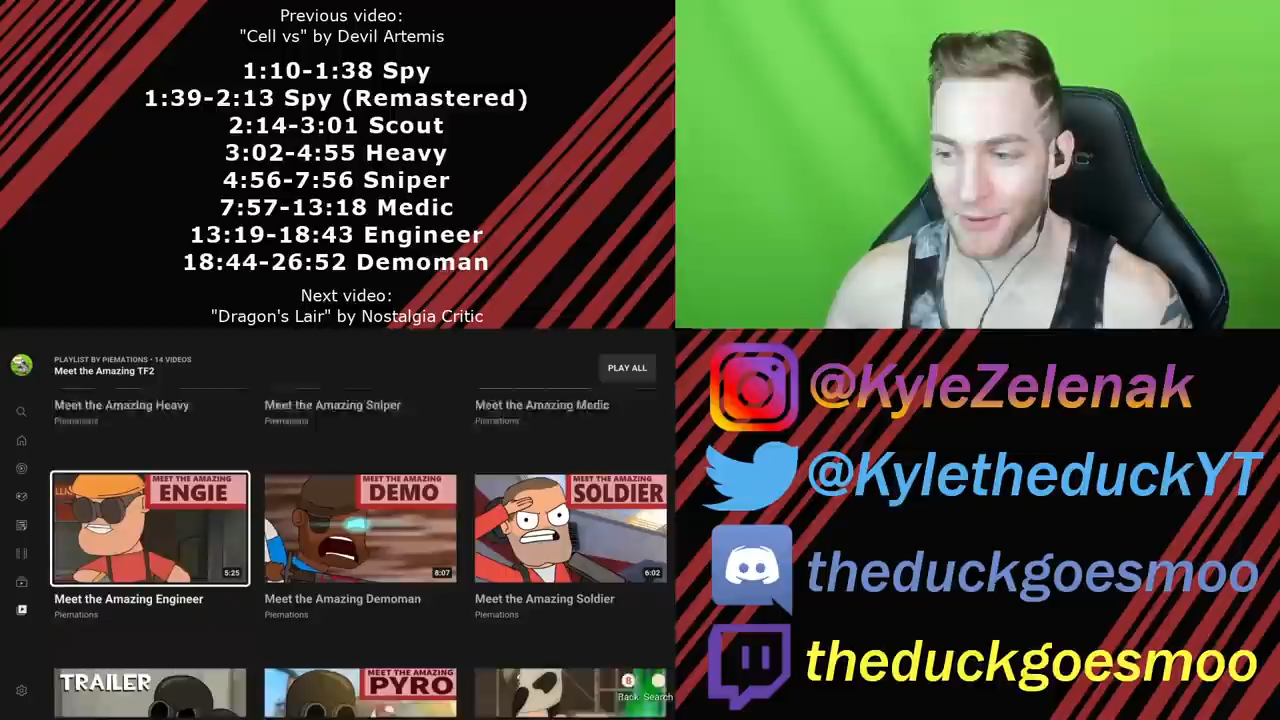 Previous video:
"Cell vs" by Devil Artemis
1:10-1:38 Spy
1:39-2:13 Spy (Remastered)
2:14-3:01 Scout
3:02-4:55 Heavy
4:56-7:56 Sniper
7:57-13:18 Medic
13:19-18:43 Engineer
18:44-26:52 Demoman
Next video:
"Dragon's Lair" by Nostalgia Critic
PLAYLIST BY PIEMATIONS • 14 VIDEOS
Meet the Amazing TF2
PLAY ALL
Meet the Amazing Heavy
Piemations
Meet the Amazing Sniper
Piemations
Meet the Amazing Medic
Piemations
MEET THE AMAZING
ENGIE
5:25
Meet the Amazing Engineer
Piemations
MEET THE AMAZING
DEMO
8:07
Meet the Amazing Demoman
Piemations
MEET THE AMAZING
SOLDIER
6:02
Meet the Amazing Soldier
Piemations
TRAILER
MEET THE AMAZING
PYRO
B
Back
Search
@KyleZelenak
@KyletheduckYT
theduckgoesmoo
theduckgoesmoo